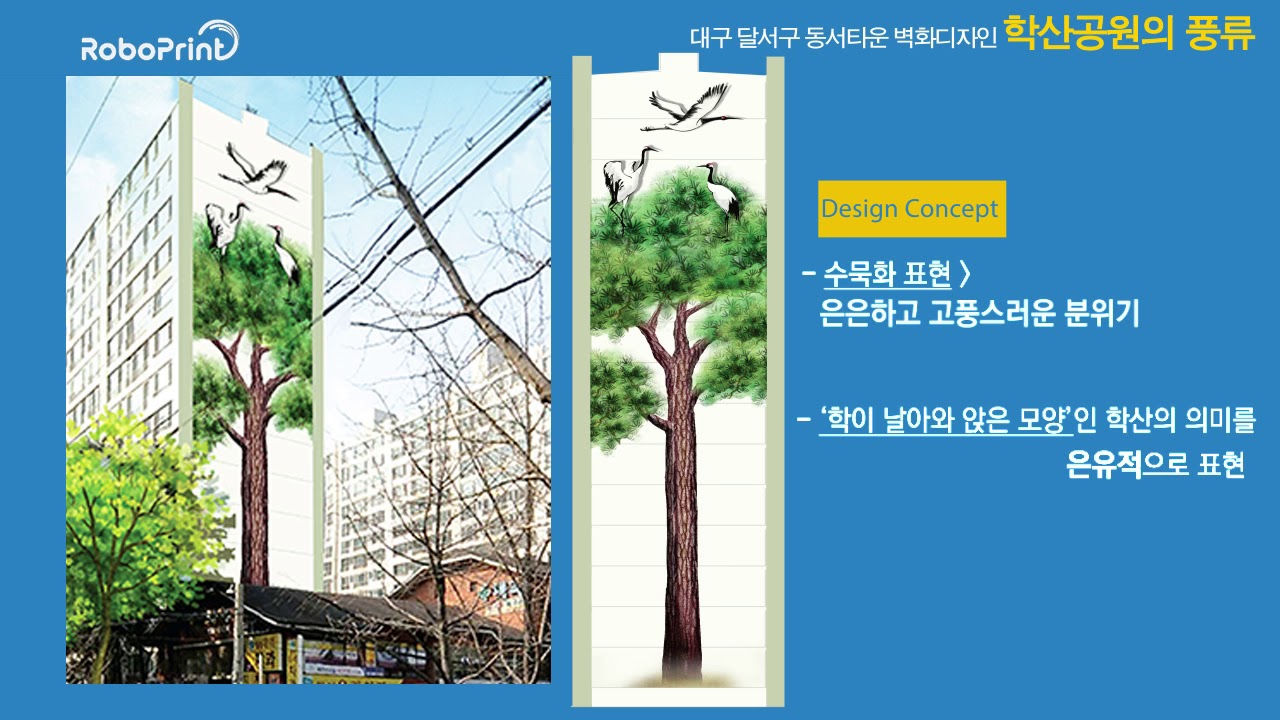 RoboPrint
대구 달서구 동서타운 벽화디자인 학산공원의 풍류
Design Concept
- 수묵화 표현 >
은은하고 고풍스러운 분위기
- ‘학이 날아와 앉은 모양’인 학산의 의미를
은유적으로 표현